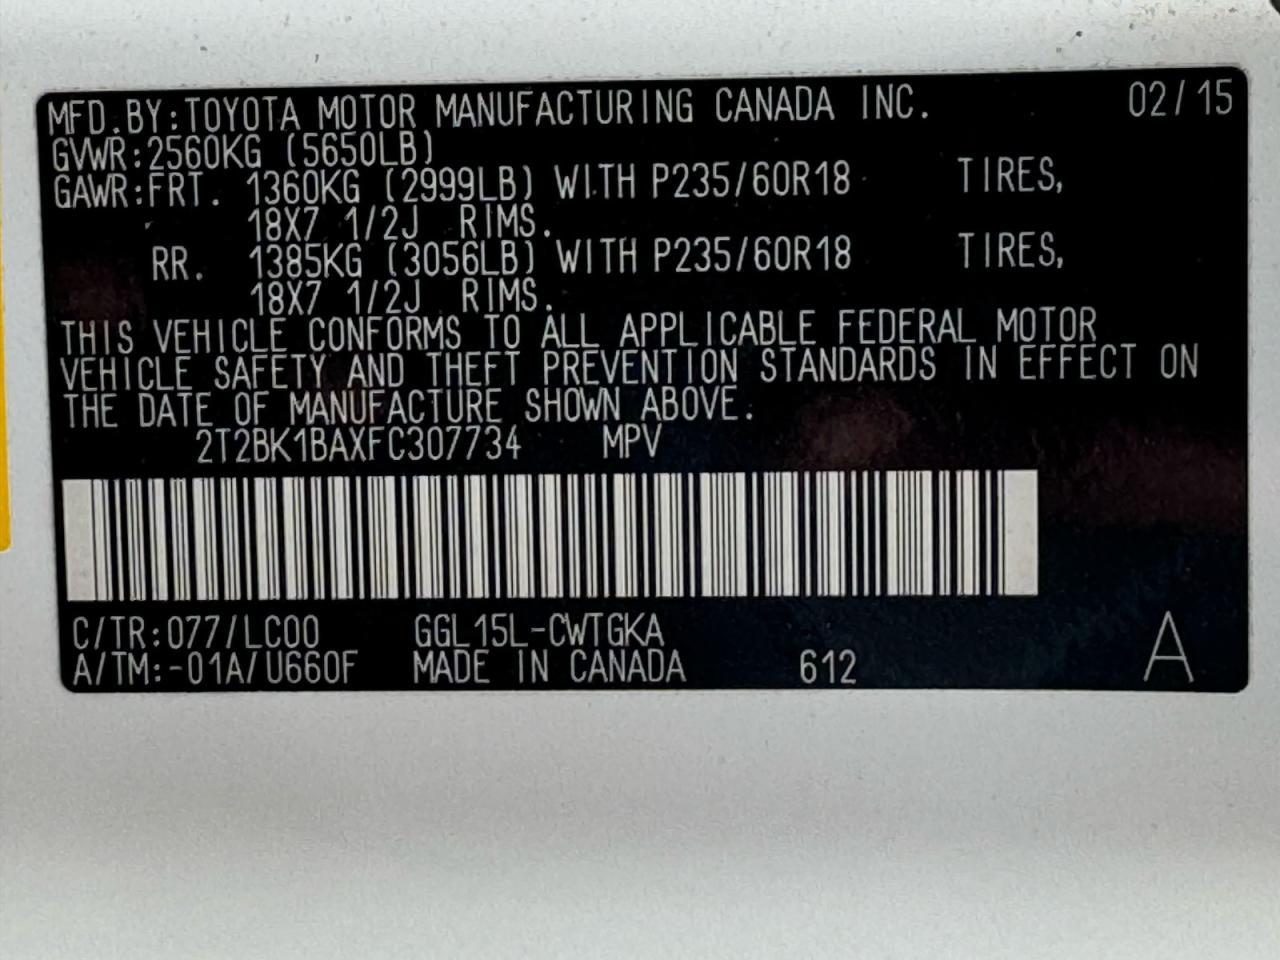 MFD.BY:TOYOTA MOTOR MANUFACTURING CANADA INC. 02/15
GVWR:2560KG (5650LB)
GAWR:FRT. 1360KG (2999LB) WITH P235/60R18 TIRES,
18X7 1/2J RIMS.
RR. 1385KG (3056LB) WITH P235/60R18 TIRES,
18X7 1/2J RIMS.
THIS VEHICLE CONFORMS TO ALL APPLICABLE FEDERAL MOTOR
VEHICLE SAFETY AND THEFT PREVENTION STANDARDS IN EFFECT ON
THE DATE OF MANUFACTURE SHOWN ABOVE.
2T2BK1BAXFC307734 MPV
C/TR:077/LC00 GGL15L-CWTGKA
A/TM:-01A/U660F MADE IN CANADA 612 A